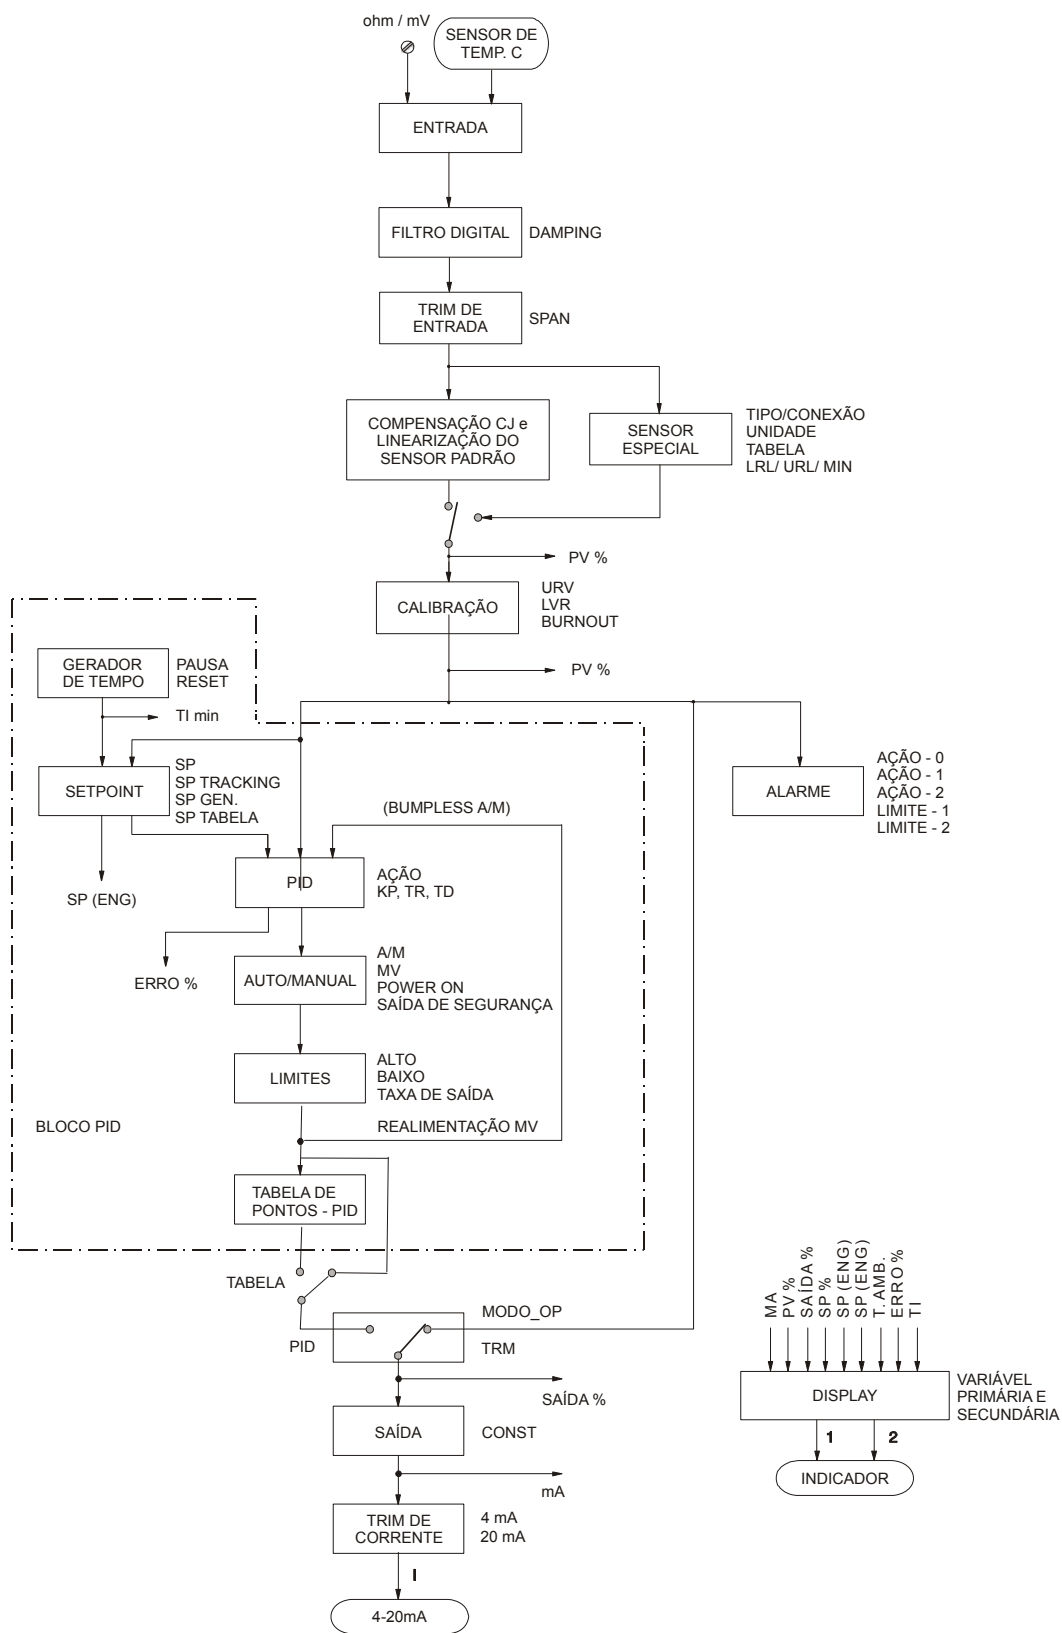 ohm / mV
SENSOR DE
TEMP. C
ENTRADA
FILTRO DIGITAL
DAMPING
TRIM DE
ENTRADA
SPAN
COMPENSAÇÃO CJ e
LINEARIZAÇÃO DO
SENSOR PADRÃO
SENSOR
ESPECIAL
TIPO/CONEXÃO
UNIDADE
TABELA
LRL/ URL/ MIN
PV %
CALIBRAÇÃO
URV
LVR
BURNOUT
PV %
GERADOR
DE TEMPO
PAUSA
RESET
TI min
SETPOINT
SP
SP TRACKING
SP GEN.
SP TABELA
ALARME
AÇÃO - 0
AÇÃO - 1
AÇÃO - 2
LIMITE - 1
LIMITE - 2
(BUMPLESS A/M)
SP (ENG)
PID
AÇÃO
KP, TR, TD
ERRO %
AUTO/MANUAL
A/M
MV
POWER ON
SAÍDA DE SEGURANÇA
LIMITES
ALTO
BAIXO
TAXA DE SAÍDA
BLOCO PID
REALIMENTAÇÃO MV
TABELA DE
PONTOS - PID
TABELA
MODO_OP
PID
TRM
SAÍDA %
SAÍDA
CONST
mA
TRIM DE
CORRENTE
4 mA
20 mA
I
4-20mA
MA
PV %
SAÍDA %
SP %
SP (ENG)
SP (ENG)
T. AMB.
ERRO %
TI
DISPLAY
VARIÁVEL
PRIMÁRIA E
SECUNDÁRIA
1
2
INDICADOR